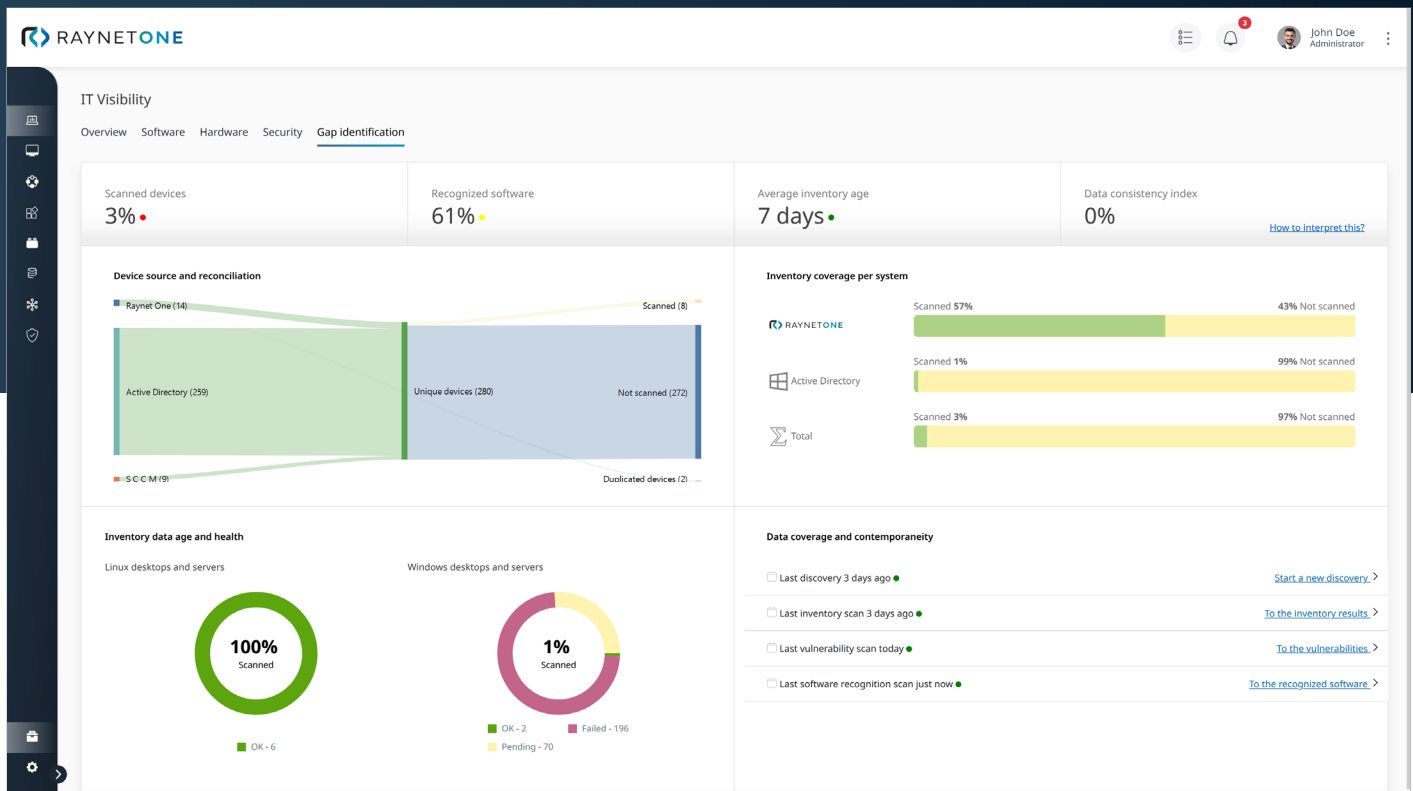 RAYNETONE
3
John Doe
Administrator
IT Visibility
Overview Software Hardware Security Gap identification
Scanned devices
3%
Recognized software
61%
Average inventory age
7 days
Data consistency index
0%
How to interpret this?
Device source and reconciliation
Raynet One (14)
Scanned (8)
Active Directory (259)
Unique devices (280)
Not scanned (272)
S C C M (9)
Duplicated devices (2)
Inventory coverage per system
Scanned 57% 43% Not scanned
RAYNETONE
Scanned 1% 99% Not scanned
Active Directory
Scanned 3% 97% Not scanned
Total
Inventory data age and health
Linux desktops and servers
100%
Scanned
OK - 6
Windows desktops and servers
1%
Scanned
OK - 2 Failed - 196
Pending - 70
Data coverage and contemporaneity
Last discovery 3 days ago Start a new discovery
Last inventory scan 3 days ago To the inventory results
Last vulnerability scan today To the vulnerabilities
Last software recognition scan just now To the recognized software